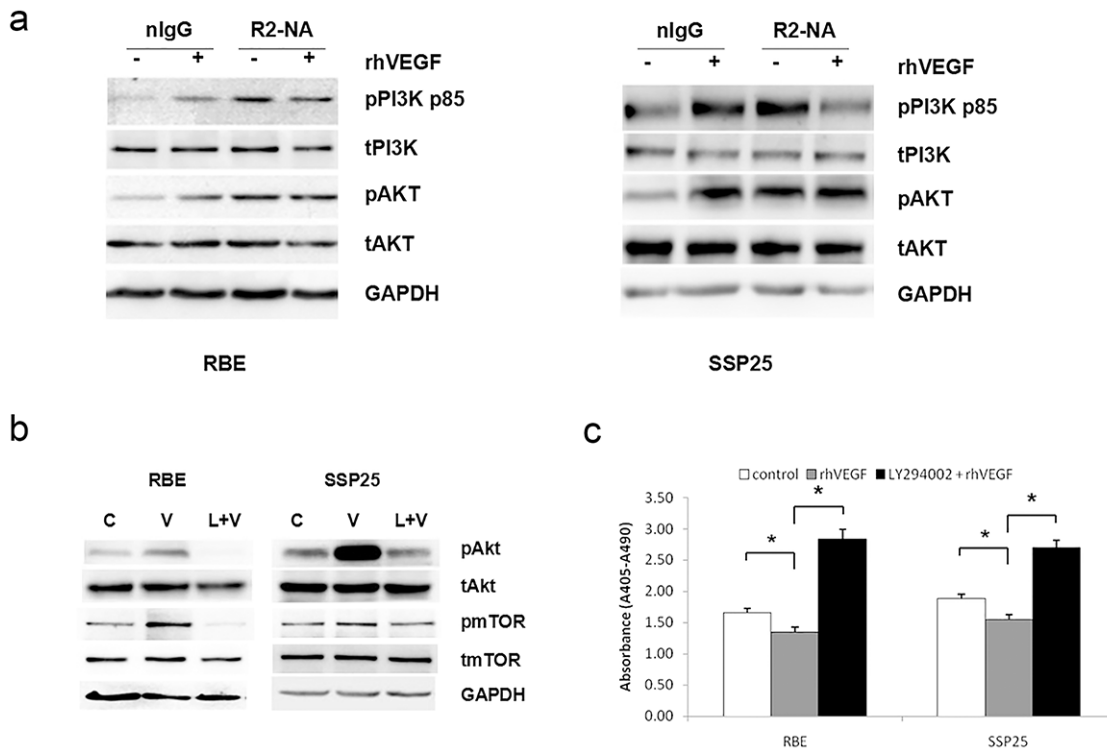 a
nIgG R2-NA
- + - + rhVEGF
pPI3K p85
tPI3K
pAKT
tAKT
GAPDH
RBE
nIgG R2-NA
- + - + rhVEGF
pPI3K p85
tPI3K
pAKT
tAKT
GAPDH
SSP25
b
RBE SSP25
C V L+V C V L+V
pAkt
tAkt
pmTOR
tmTOR
GAPDH
c
control rhVEGF LY294002 + rhVEGF
Absorbance (A405-A490)
3.50
3.00
2.50
2.00
1.50
1.00
0.50
0.00
* * * *
RBE SSP25